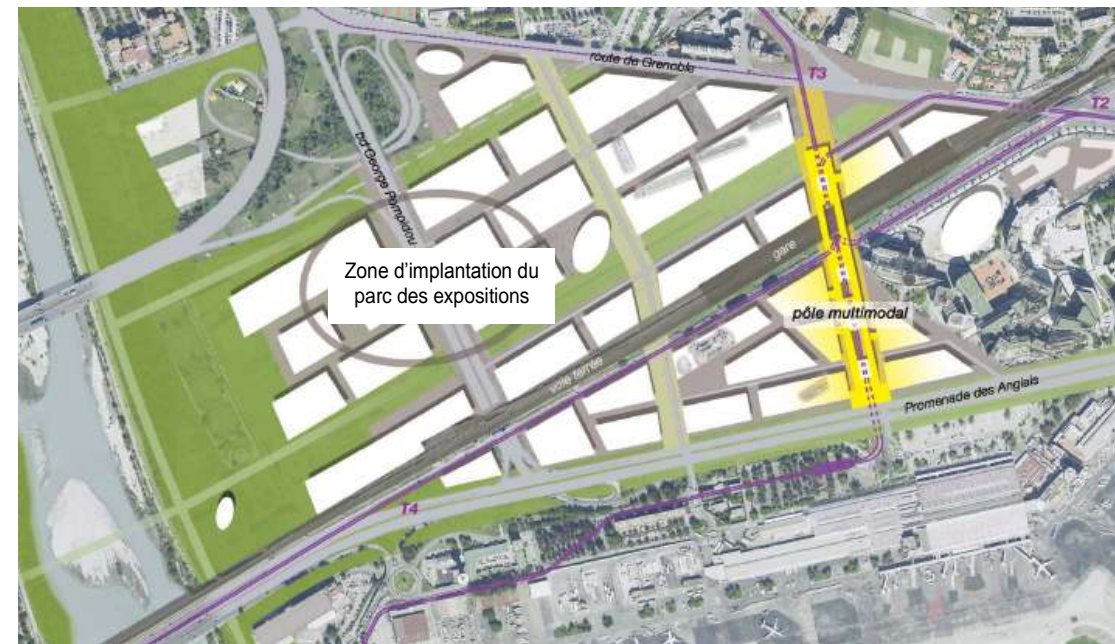 route de Grenoble
T3
T2
bd George Pompidou
Zone d'implantation du
parc des expositions
gare
pôle multimodal
voie ferrée
Promenade des Anglais
T4